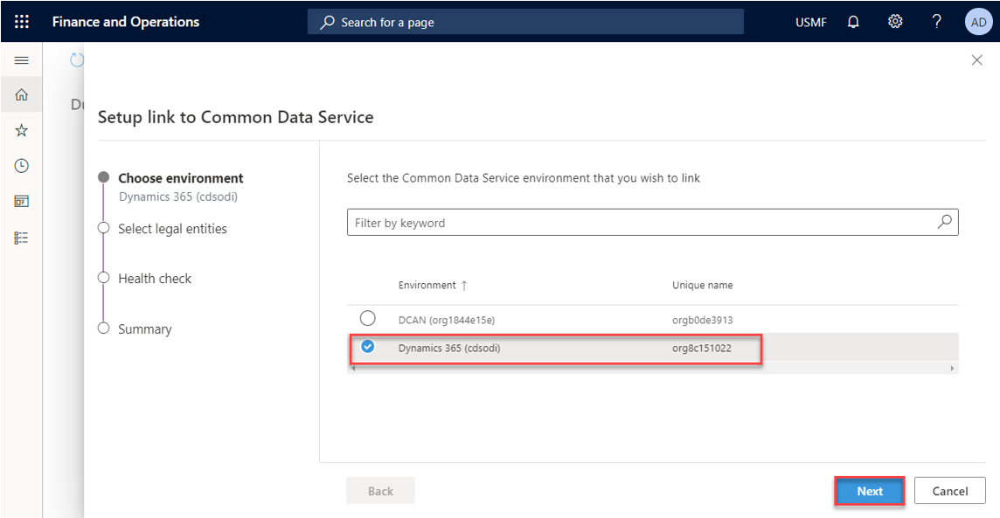 Finance and Operations
Search for a page
USMF
?
AD
Setup link to Common Data Service
Choose environment
Dynamics 365 (cdsodi)
Select legal entities
Health check
Summary
Select the Common Data Service environment that you wish to link
Filter by keyword
Environment ↑ Unique name
DCAN (org1844e15e) orgb0de3913
Dynamics 365 (cdsodi) org8c151022
Back
Next
Cancel